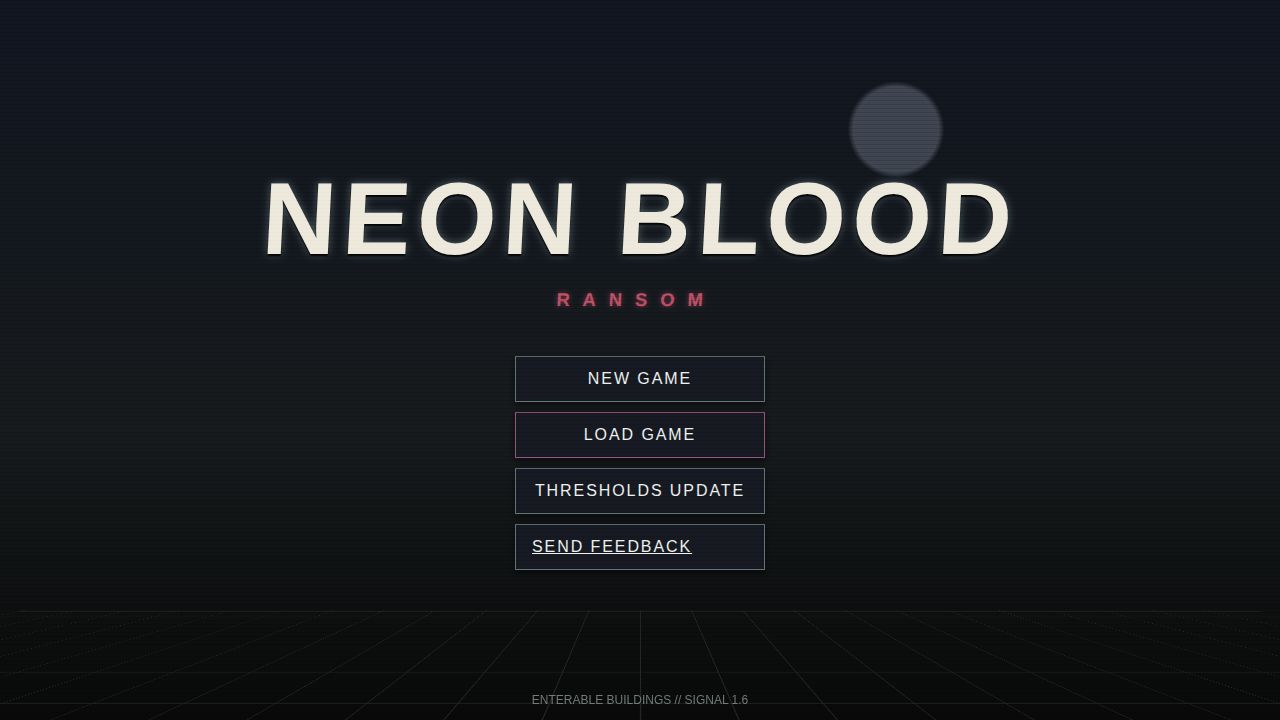 NEON BLOOD
RANSOM
NEW GAME
LOAD GAME
THRESHOLDS UPDATE
SEND FEEDBACK
ENTERABLE BUILDINGS // SIGNAL 1.6